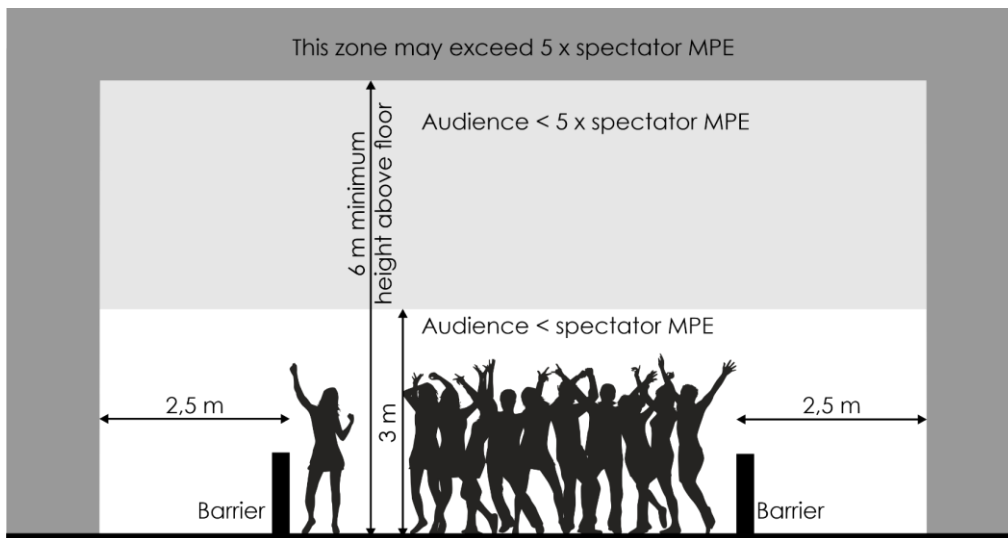 This zone may exceed 5 x spectator MPE
Audience < 5 x spectator MPE
6 m minimum
height above floor
Audience < spectator MPE
2,5 m
3 m
2,5 m
Barrier
Barrier